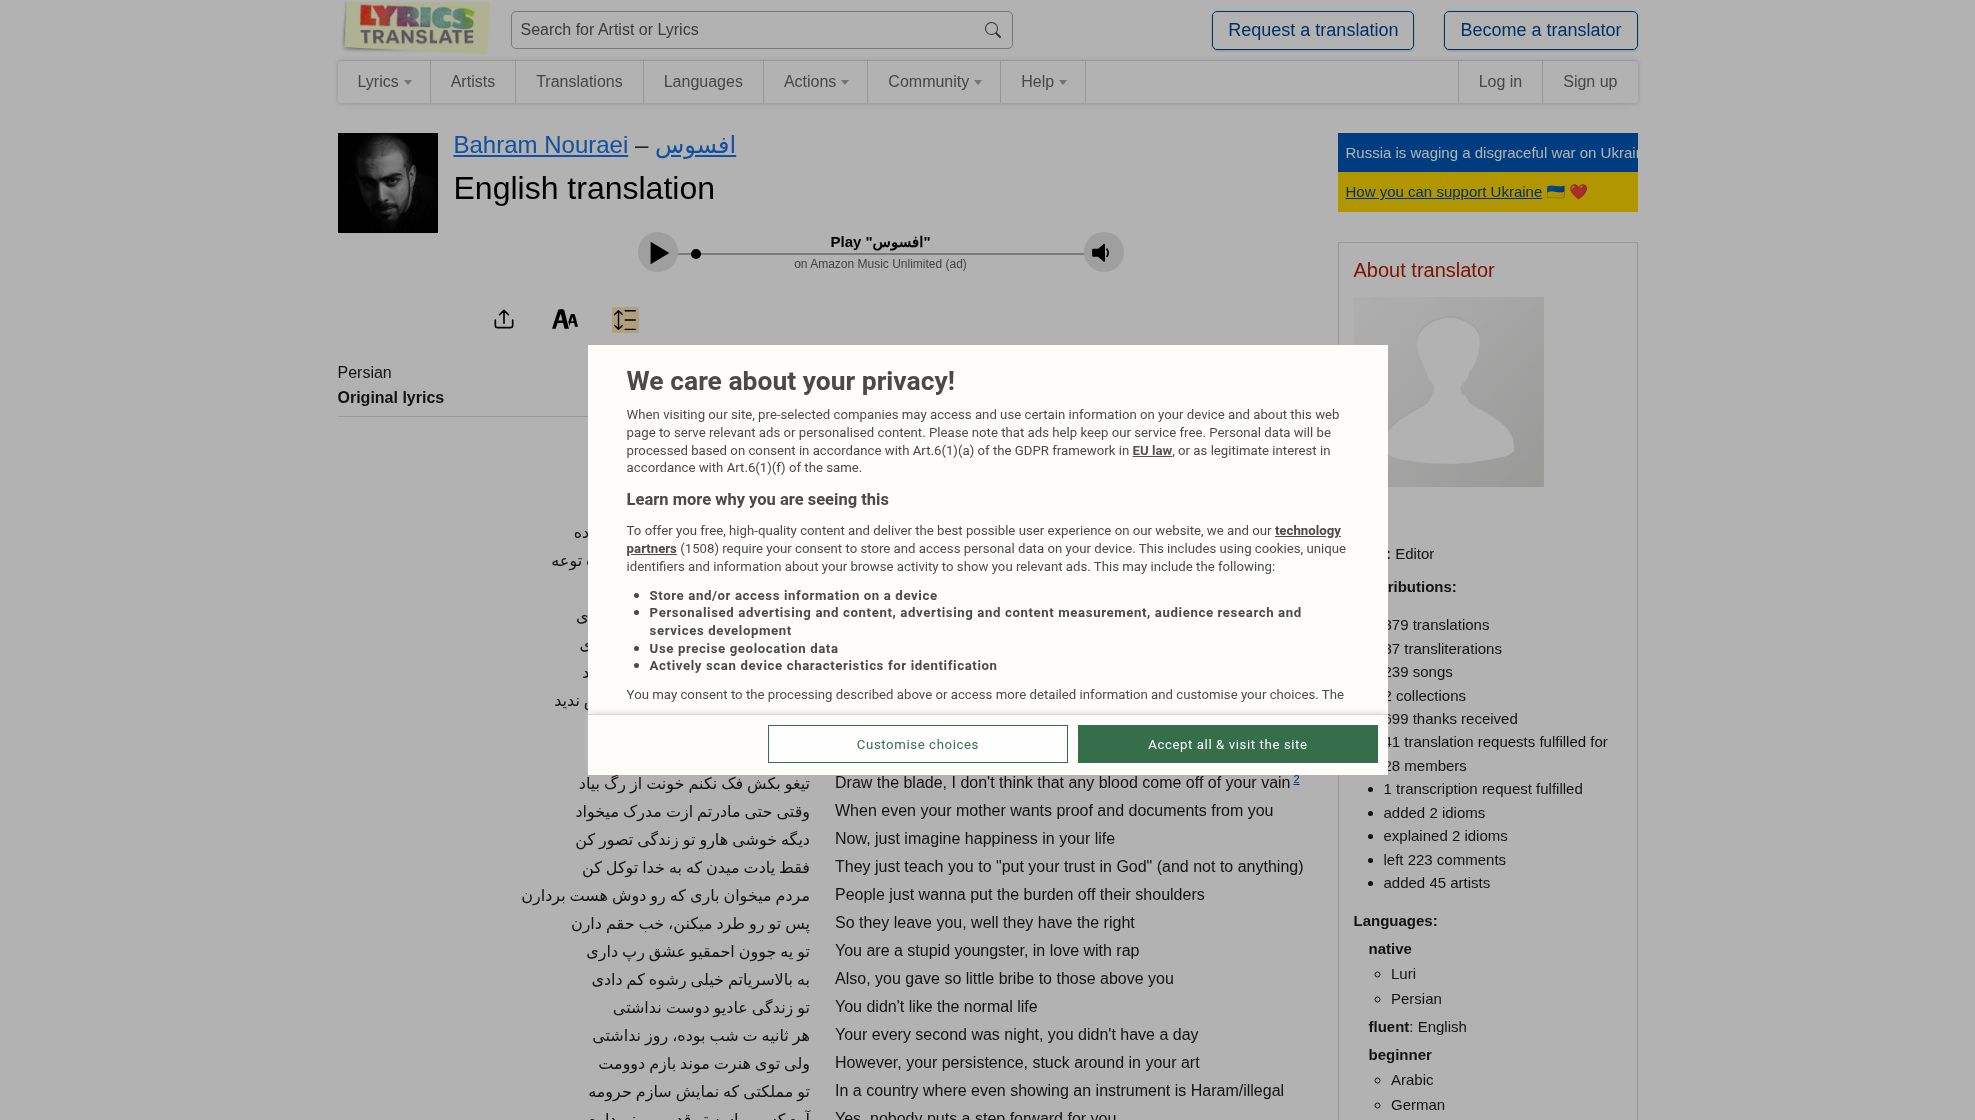 LYRICS
TRANSLATE
Search for Artist or Lyrics
Request a translation
Become a translator
Lyrics
Artists
Translations
Languages
Actions
Community
Help
Log in
Sign up
Bahram Nouraei – افسوس
English translation
Play "افسوس"
on Amazon Music Unlimited (ad)
AA
Persian
Original lyrics
Russia is waging a disgraceful war on Ukrain
How you can support Ukraine 🇺🇦 ❤️
About translator
We care about your privacy!
When visiting our site, pre-selected companies may access and use certain information on your device and about this web
page to serve relevant ads or personalised content. Please note that ads help keep our service free. Personal data will be
processed based on consent in accordance with Art.6(1)(a) of the GDPR framework in EU law, or as legitimate interest in
accordance with Art.6(1)(f) of the same.
Learn more why you are seeing this
To offer you free, high-quality content and deliver the best possible user experience on our website, we and our technology
partners (1508) require your consent to store and access personal data on your device. This includes using cookies, unique
identifiers and information about your browse activity to show you relevant ads. This may include the following:
Store and/or access information on a device
Personalised advertising and content, advertising and content measurement, audience research and
services development
Use precise geolocation data
Actively scan device characteristics for identification
You may consent to the processing described above or access more detailed information and customise your choices. The
Customise choices
Accept all & visit the site
توعه
ندید
تیغو بکش فک نکنم خونت از رگ بیاد
وقتی حتی مادرتم ازت مدرک میخواد
دیگه خوشی هارو تو زندگی تصور کن
فقط یادت میدن که به خدا توکل کن
مردم میخوان باری که رو دوش هست بردارن
پس تو رو طرد میکنن، خب حقم دارن
تو یه جوون احمقیو عشق رپ داری
به بالاسریاتم خیلی رشوه کم دادی
تو زندگی عادیو دوست نداشتی
هر ثانیه ت شب بوده، روز نداشتی
ولی توی هنرت موند بازم دوومت
تو مملکتی که نمایش سازم حرومه
Draw the blade, I don't think that any blood come off of your vain 2
When even your mother wants proof and documents from you
Now, just imagine happiness in your life
They just teach you to "put your trust in God" (and not to anything)
People just wanna put the burden off their shoulders
So they leave you, well they have the right
You are a stupid youngster, in love with rap
Also, you gave so little bribe to those above you
You didn't like the normal life
Your every second was night, you didn't have a day
However, your persistence, stuck around in your art
In a country where even showing an instrument is Haram/illegal
Yes, nobody puts a step forward for you
: Editor
ributions:
379 translations
37 transliterations
239 songs
2 collections
699 thanks received
41 translation requests fulfilled for
28 members
1 transcription request fulfilled
added 2 idioms
explained 2 idioms
left 223 comments
added 45 artists
Languages:
native
Luri
Persian
fluent: English
beginner
Arabic
German